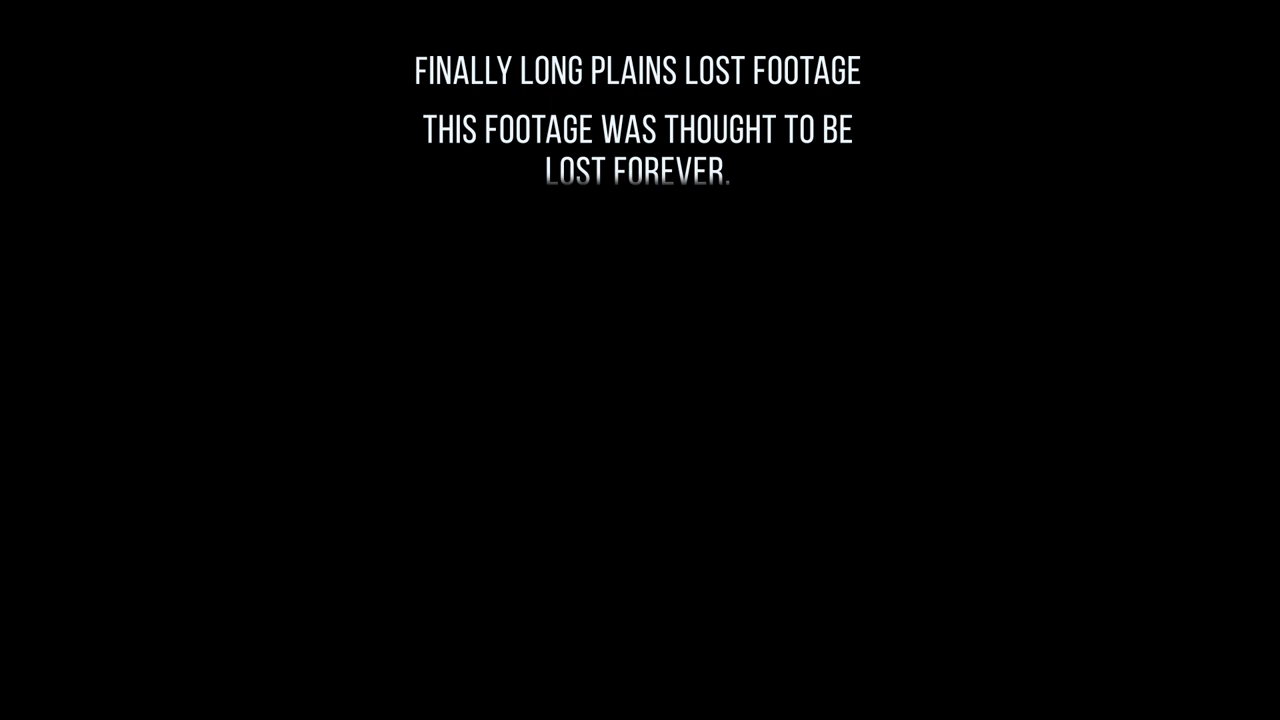 FINALLY LONG PLAINS LOST FOOTAGE
THIS FOOTAGE WAS THOUGHT TO BE
LOST FOREVER.